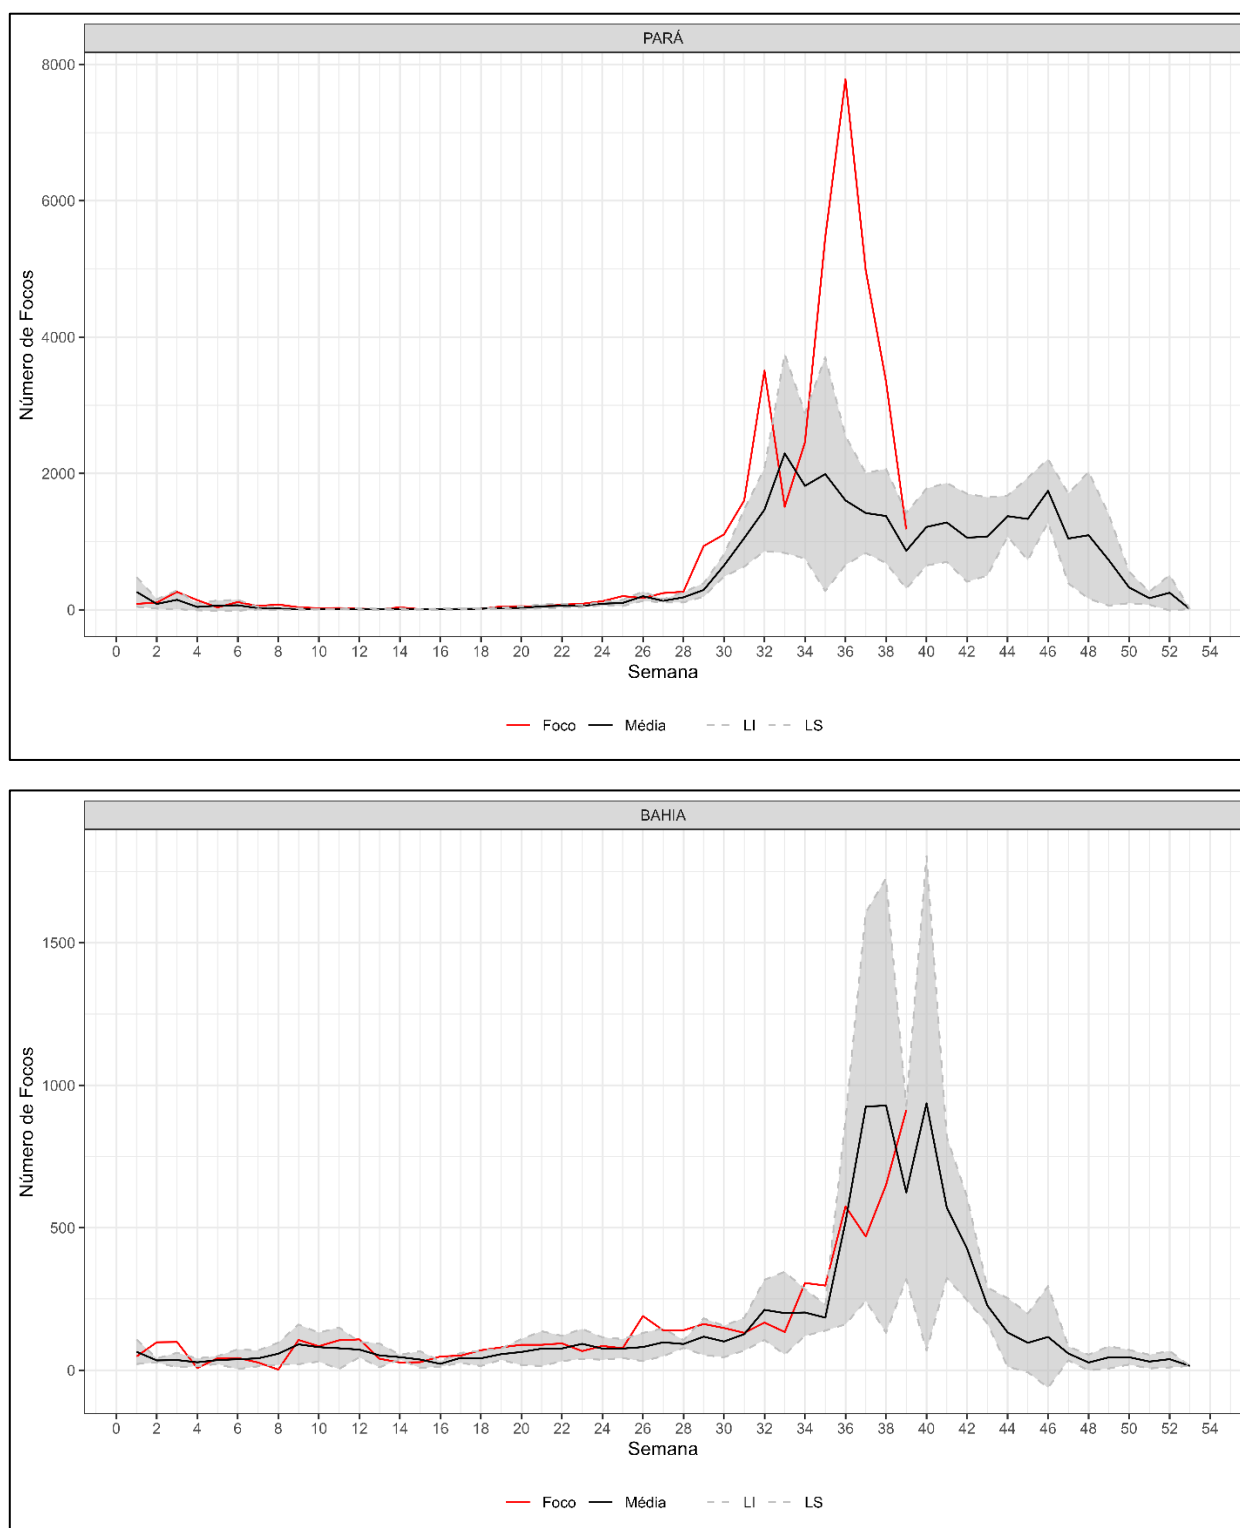 PARÁ
8000
6000
4000
2000
0
Número de Focos
0 2 4 6 8 10 12 14 16 18 20 22 24 26 28 30 32 34 36 38 40 42 44 46 48 50 52 54
Semana
Foco Média LI LS
BAHIA
1500
1000
500
0
Número de Focos
0 2 4 6 8 10 12 14 16 18 20 22 24 26 28 30 32 34 36 38 40 42 44 46 48 50 52 54
Semana
Foco Média LI LS